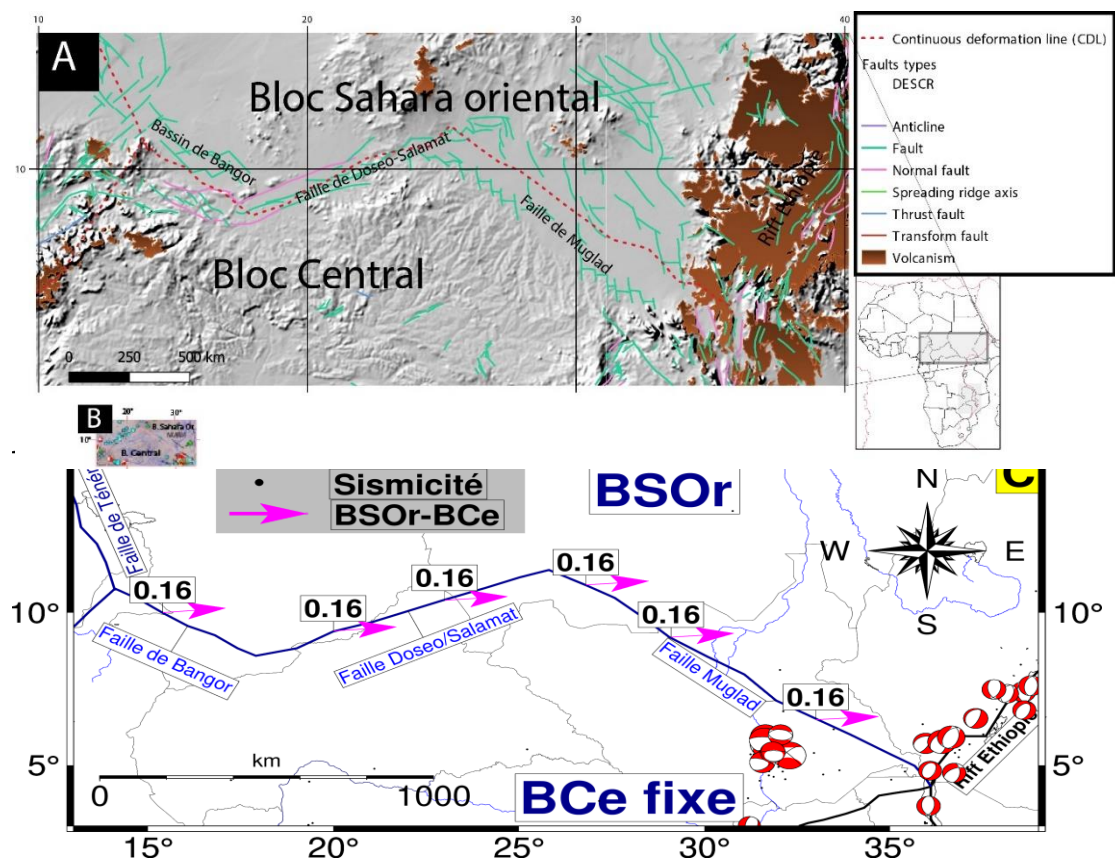 10
20
30
40
A
Bloc Sahara oriental
Bassin de Bangor
Faille de Doseo-Salamat
10
Faille de Muglad
Rift Ethiopie
Bloc Central
0 250 500 km
Continuous deformation line (CDL)
Faults types
DESCR
Anticline
Fault
Normal fault
Spreading ridge axis
Thrust fault
Transform fault
Volcanism
B
20°
30°
10°
B. Sahara Or
B. Central
Sismicité
BSOr-BCe
BSOr
C
N
W
E
S
Faille de Ténér
0.16
0.16
0.16
0.16
0.16
0.16
10°
10°
Faille de Bangor
Faille Doseo/Salamat
Faille Muglad
Rift Ethiopie
5°
5°
km
0
1000
BCe fixe
15°
20°
25°
30°
35°